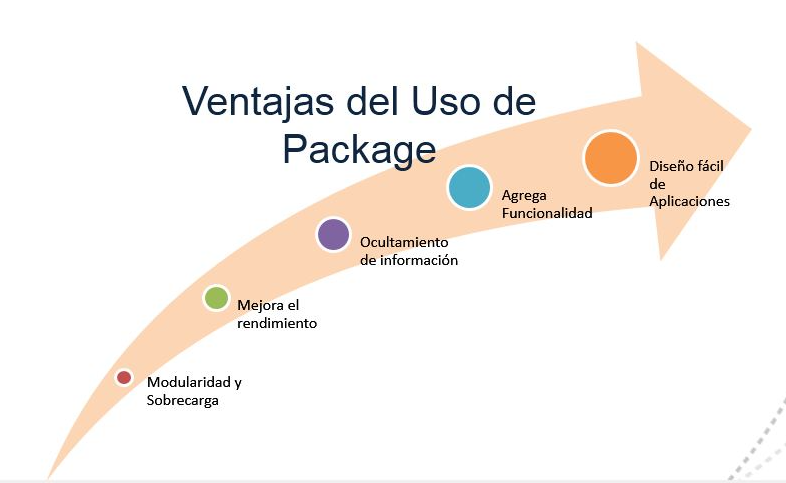 Ventajas del Uso de
Package
Diseño fácil
de
Aplicaciones
Agrega
Funcionalidad
Ocultamiento
de información
Mejora el
rendimiento
Modularidad y
Sobrecarga